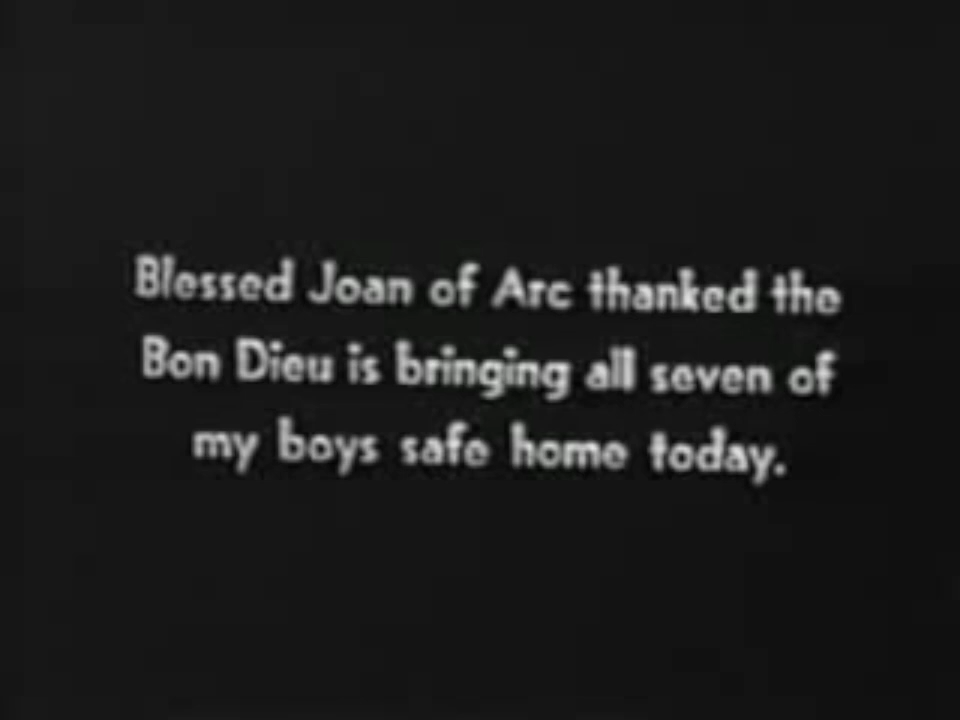 Blessed Joan of Arc thanked the
Bon Dieu is bringing all seven of
my boys safe home today.